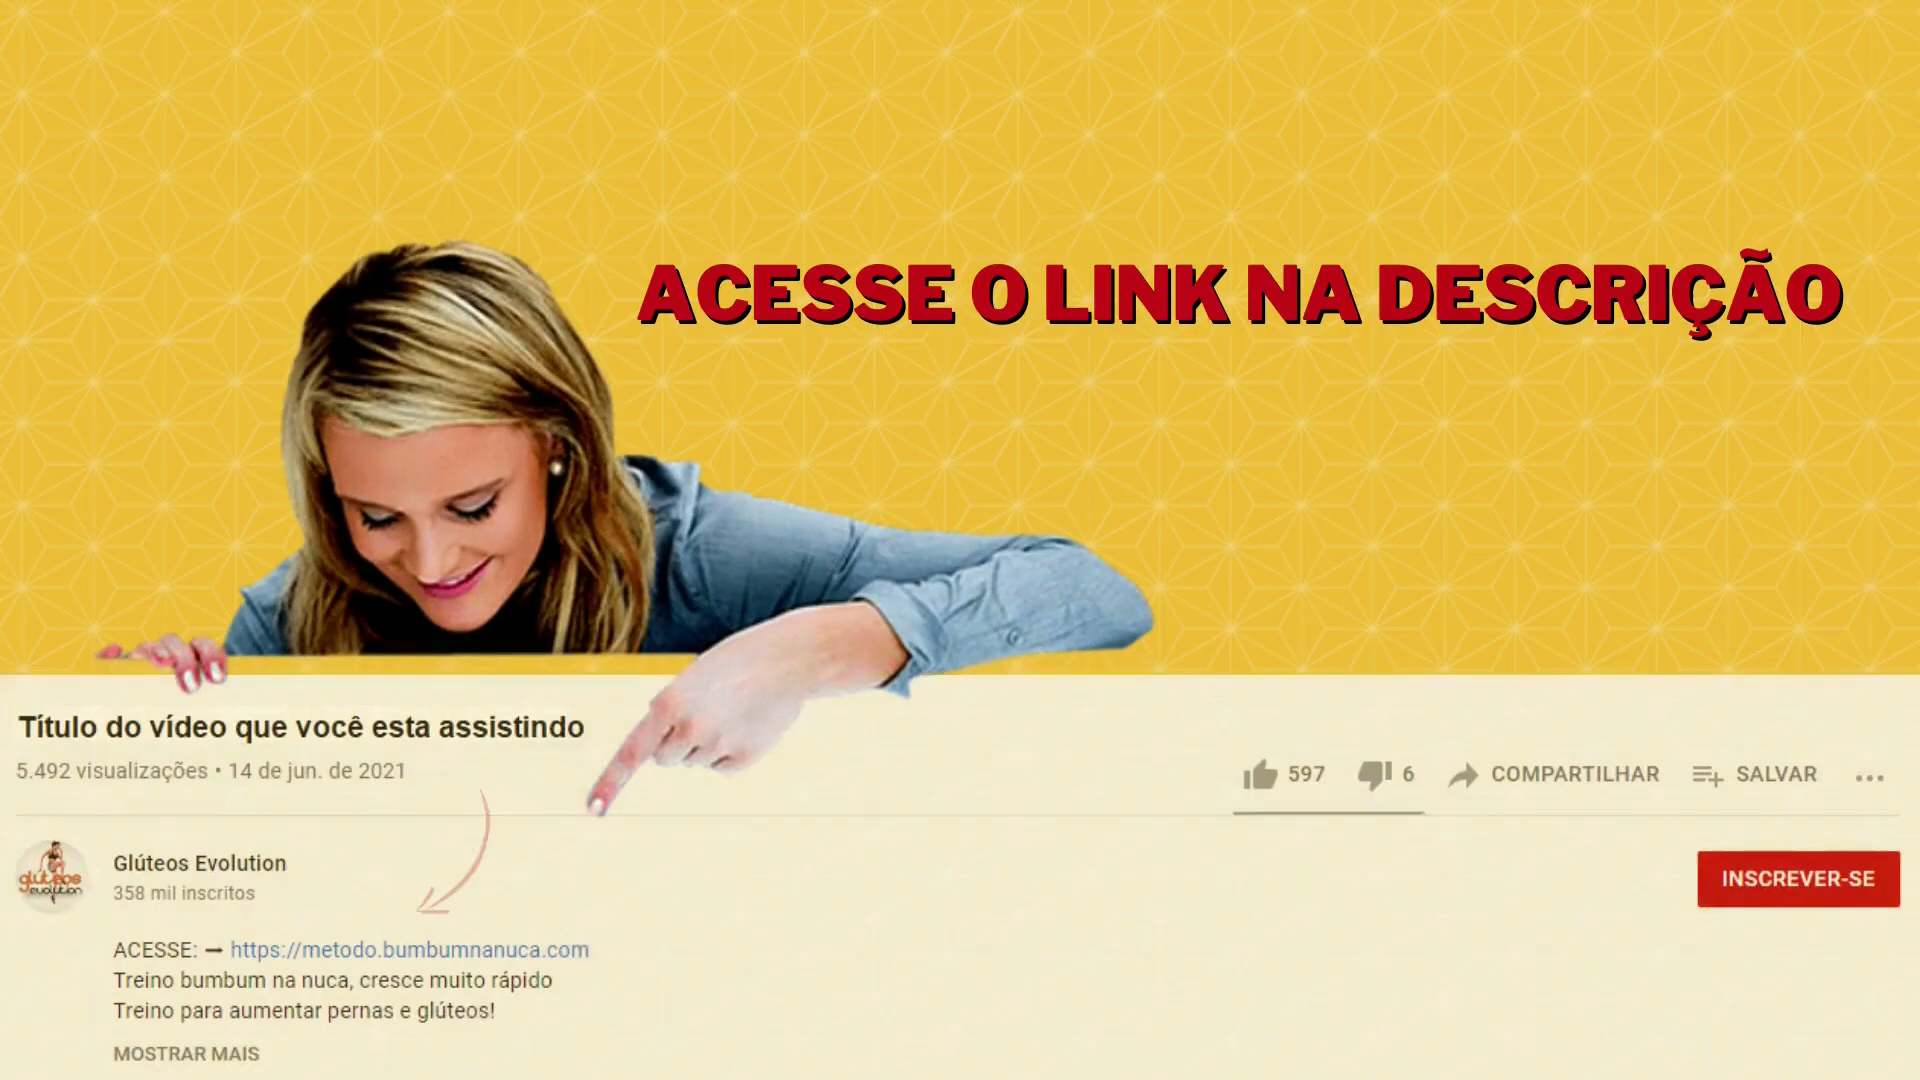 ACESSE O LINK NA DESCRIÇÃO
Título do vídeo que você esta assistindo
5.492 visualizações • 14 de jun. de 2021
597 6 COMPARTILHAR SALVAR
glúteos
evolution
Glúteos Evolution
358 mil inscritos
INSCREVER-SE
ACESSE: ➞ https://metodo.bumbumnanuca.com
Treino bumbum na nuca, cresce muito rápido
Treino para aumentar pernas e glúteos!
MOSTRAR MAIS